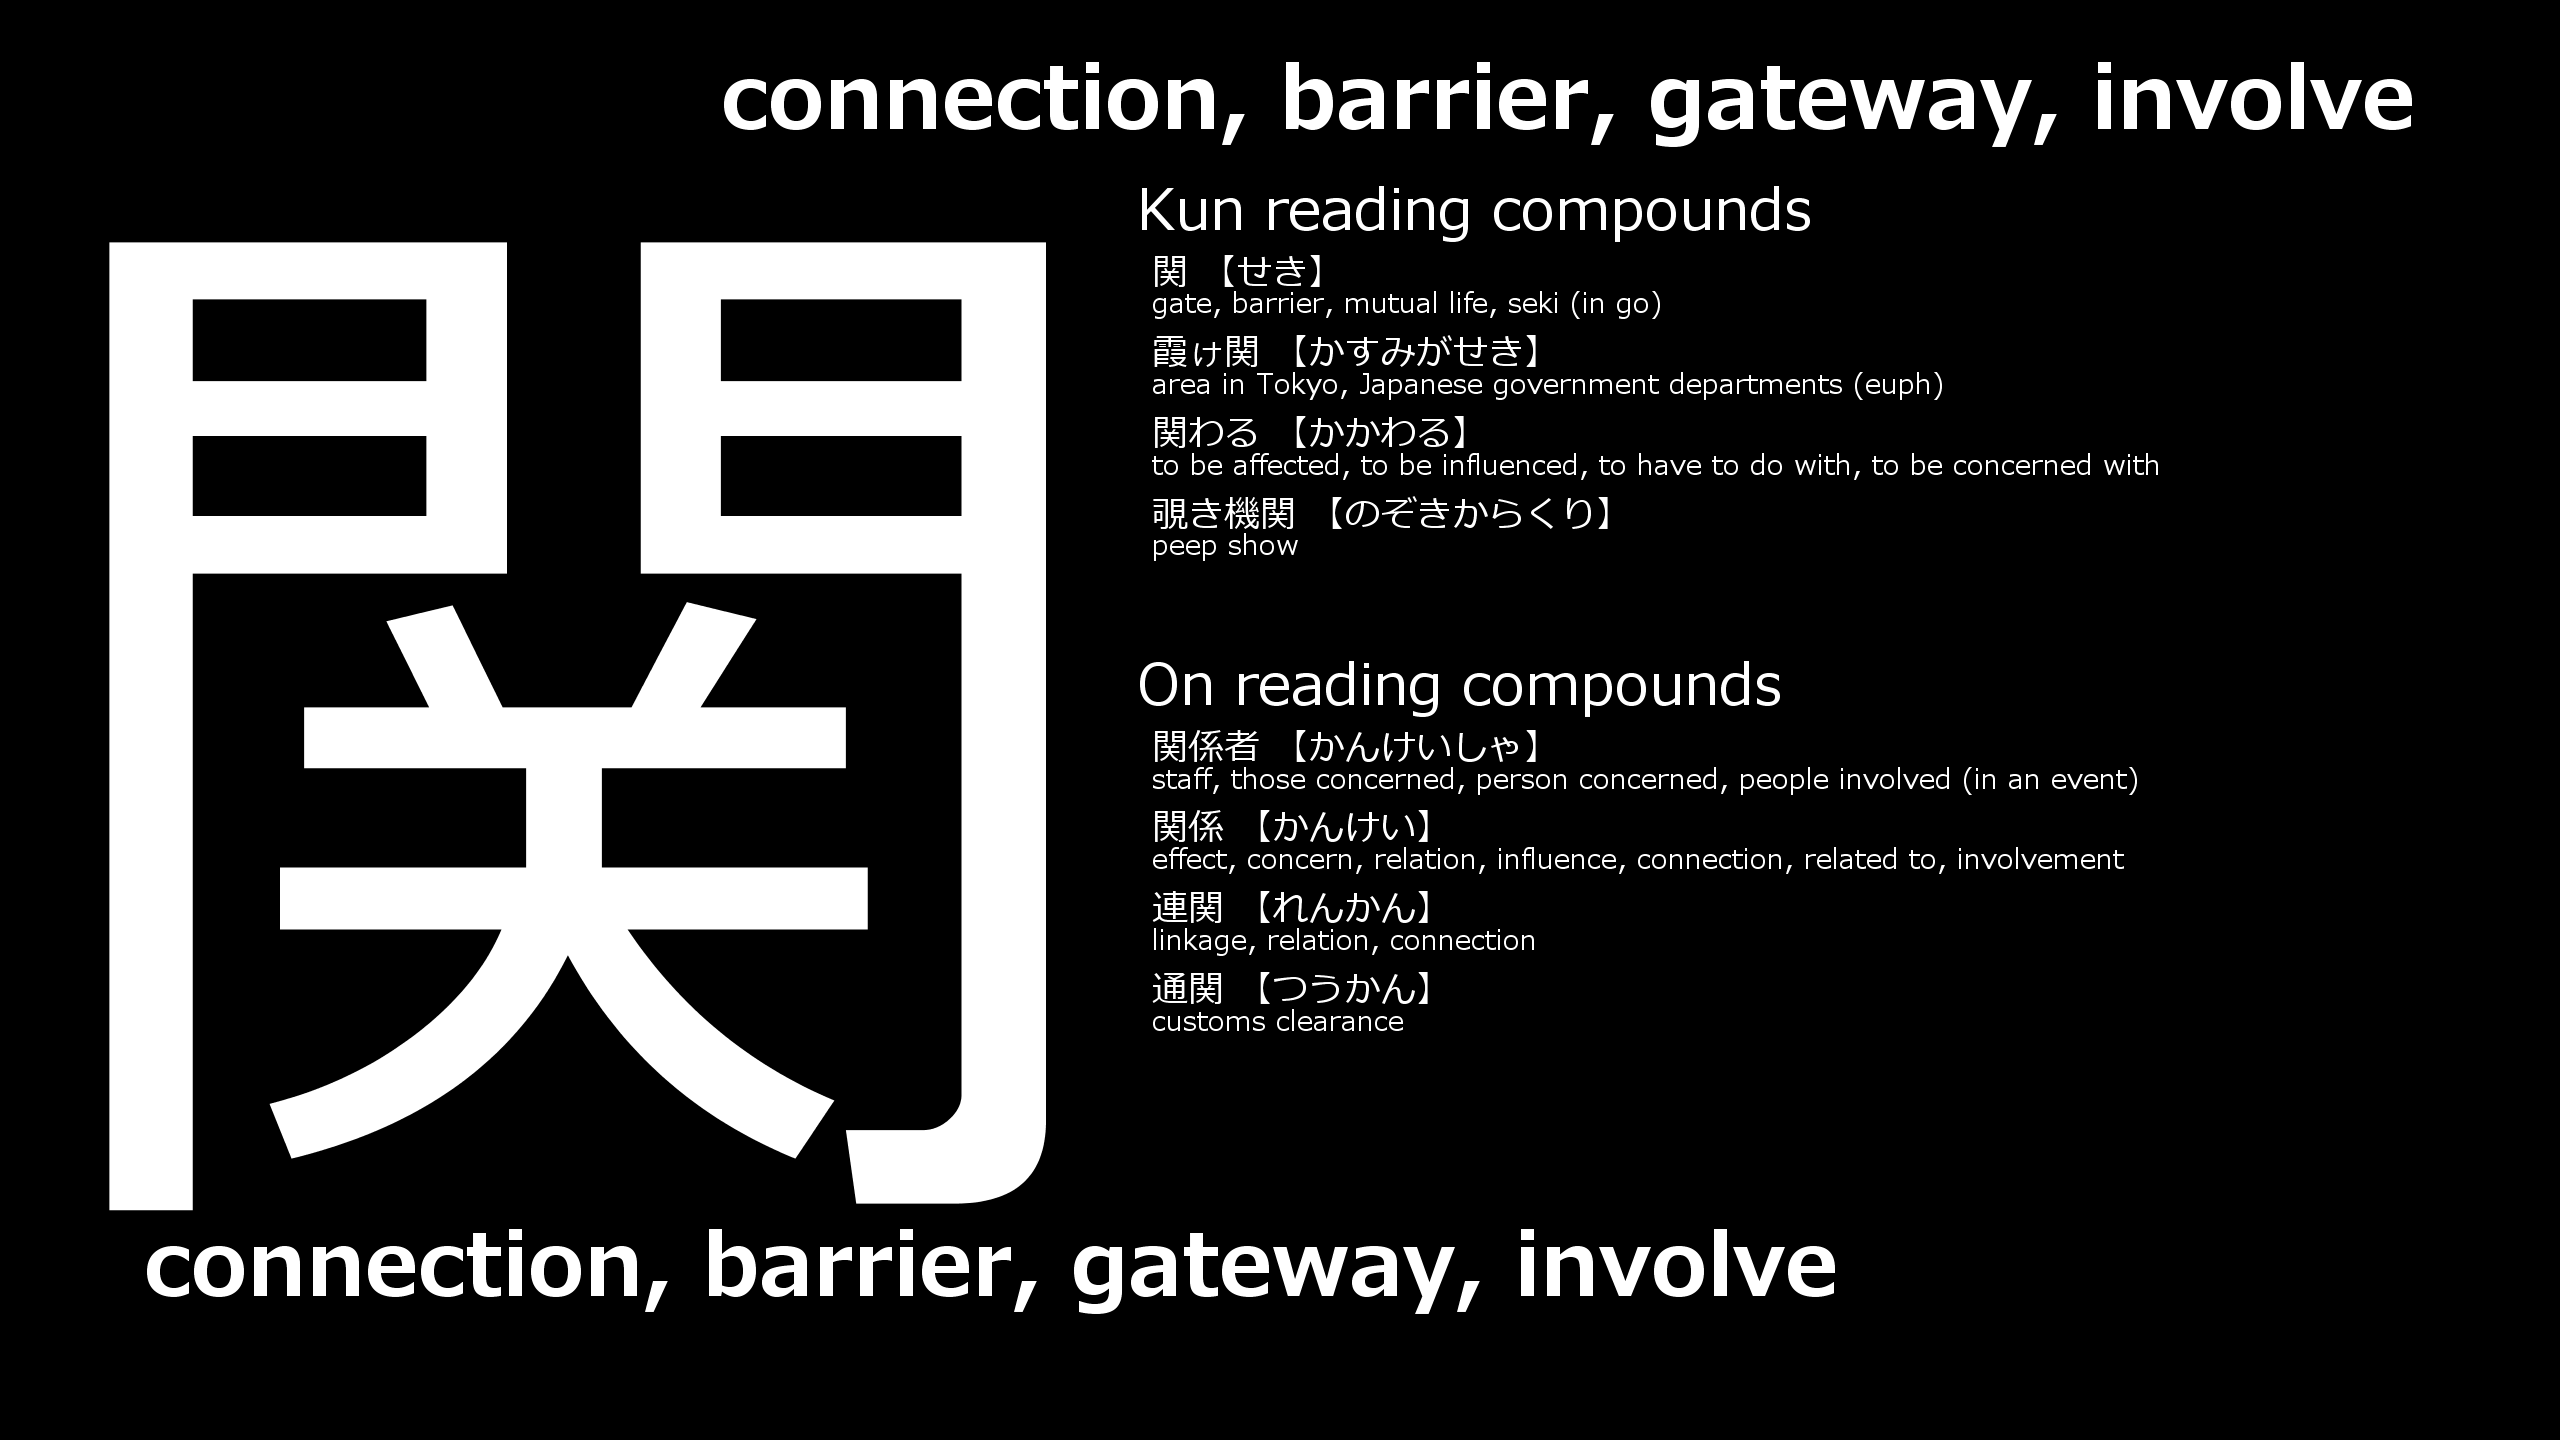 connection, barrier, gateway, involve
関
Kun reading compounds
関 【せき】
gate, barrier, mutual life, seki (in go)
霞ヶ関 【かすみがせき】
area in Tokyo, Japanese government departments (euph)
関わる 【かかわる】
to be affected, to be influenced, to have to do with, to be concerned with
覗き機関 【のぞきからくり】
peep show
On reading compounds
関係者 【かんけいしゃ】
staff, those concerned, person concerned, people involved (in an event)
関係 【かんけい】
effect, concern, relation, influence, connection, related to, involvement
連関 【れんかん】
linkage, relation, connection
通関 【つうかん】
customs clearance
connection, barrier, gateway, involve